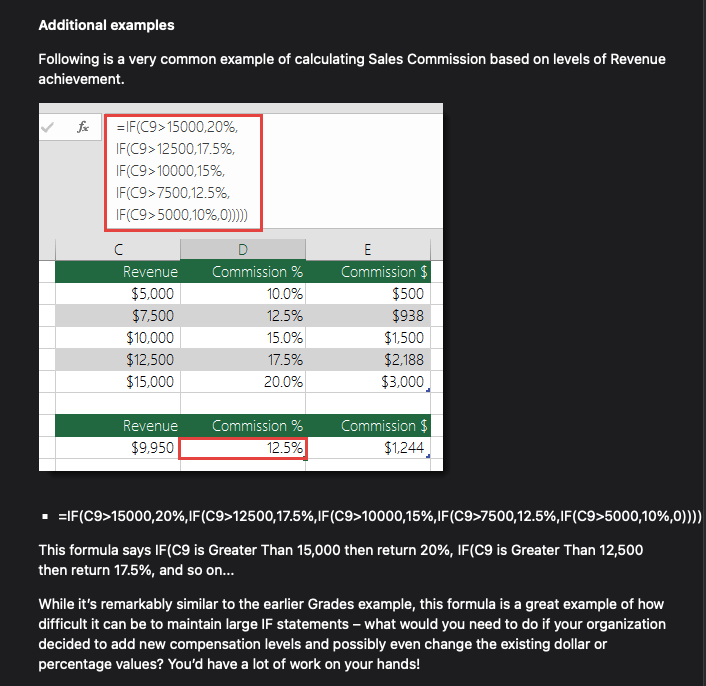 Additional examples
Following is a very common example of calculating Sales Commission based on levels of Revenue
achievement.
fx
=IF(C9>15000,20%,
IF(C9>12500,17.5%,
IF(C9>10000,15%,
IF(C9>7500,12.5%,
IF(C9>5000,10%,0)))))
C D E
Revenue Commission % Commission $
$5,000 10.0% $500
$7,500 12.5% $938
$10,000 15.0% $1,500
$12,500 17.5% $2,188
$15,000 20.0% $3,000
Revenue Commission % Commission $
$9,950 12.5% $1,244
▪ =IF(C9>15000,20%,IF(C9>12500,17.5%,IF(C9>10000,15%,IF(C9>7500,12.5%,IF(C9>5000,10%,0))))
This formula says IF(C9 is Greater Than 15,000 then return 20%, IF(C9 is Greater Than 12,500
then return 17.5%, and so on...
While it’s remarkably similar to the earlier Grades example, this formula is a great example of how
difficult it can be to maintain large IF statements – what would you need to do if your organization
decided to add new compensation levels and possibly even change the existing dollar or
percentage values? You’d have a lot of work on your hands!